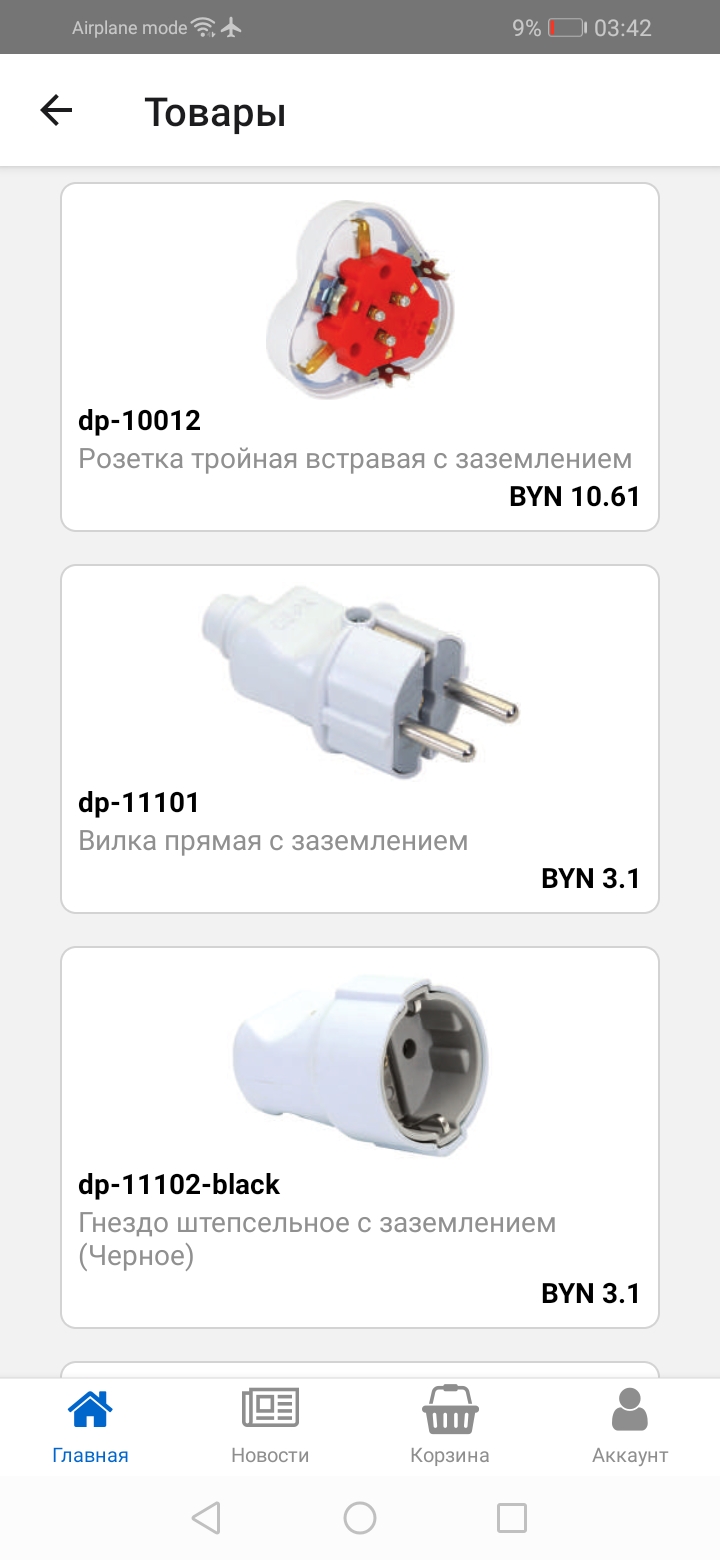 Airplane mode
9%
03:42
Товары
dp-10012
Розетка тройная встравая с заземлением
BYN 10.61
dp-11101
Вилка прямая с заземлением
BYN 3.1
dp-11102-black
Гнездо штепсельное с заземлением
(Черное)
BYN 3.1
Главная
Новости
Корзина
Аккаунт